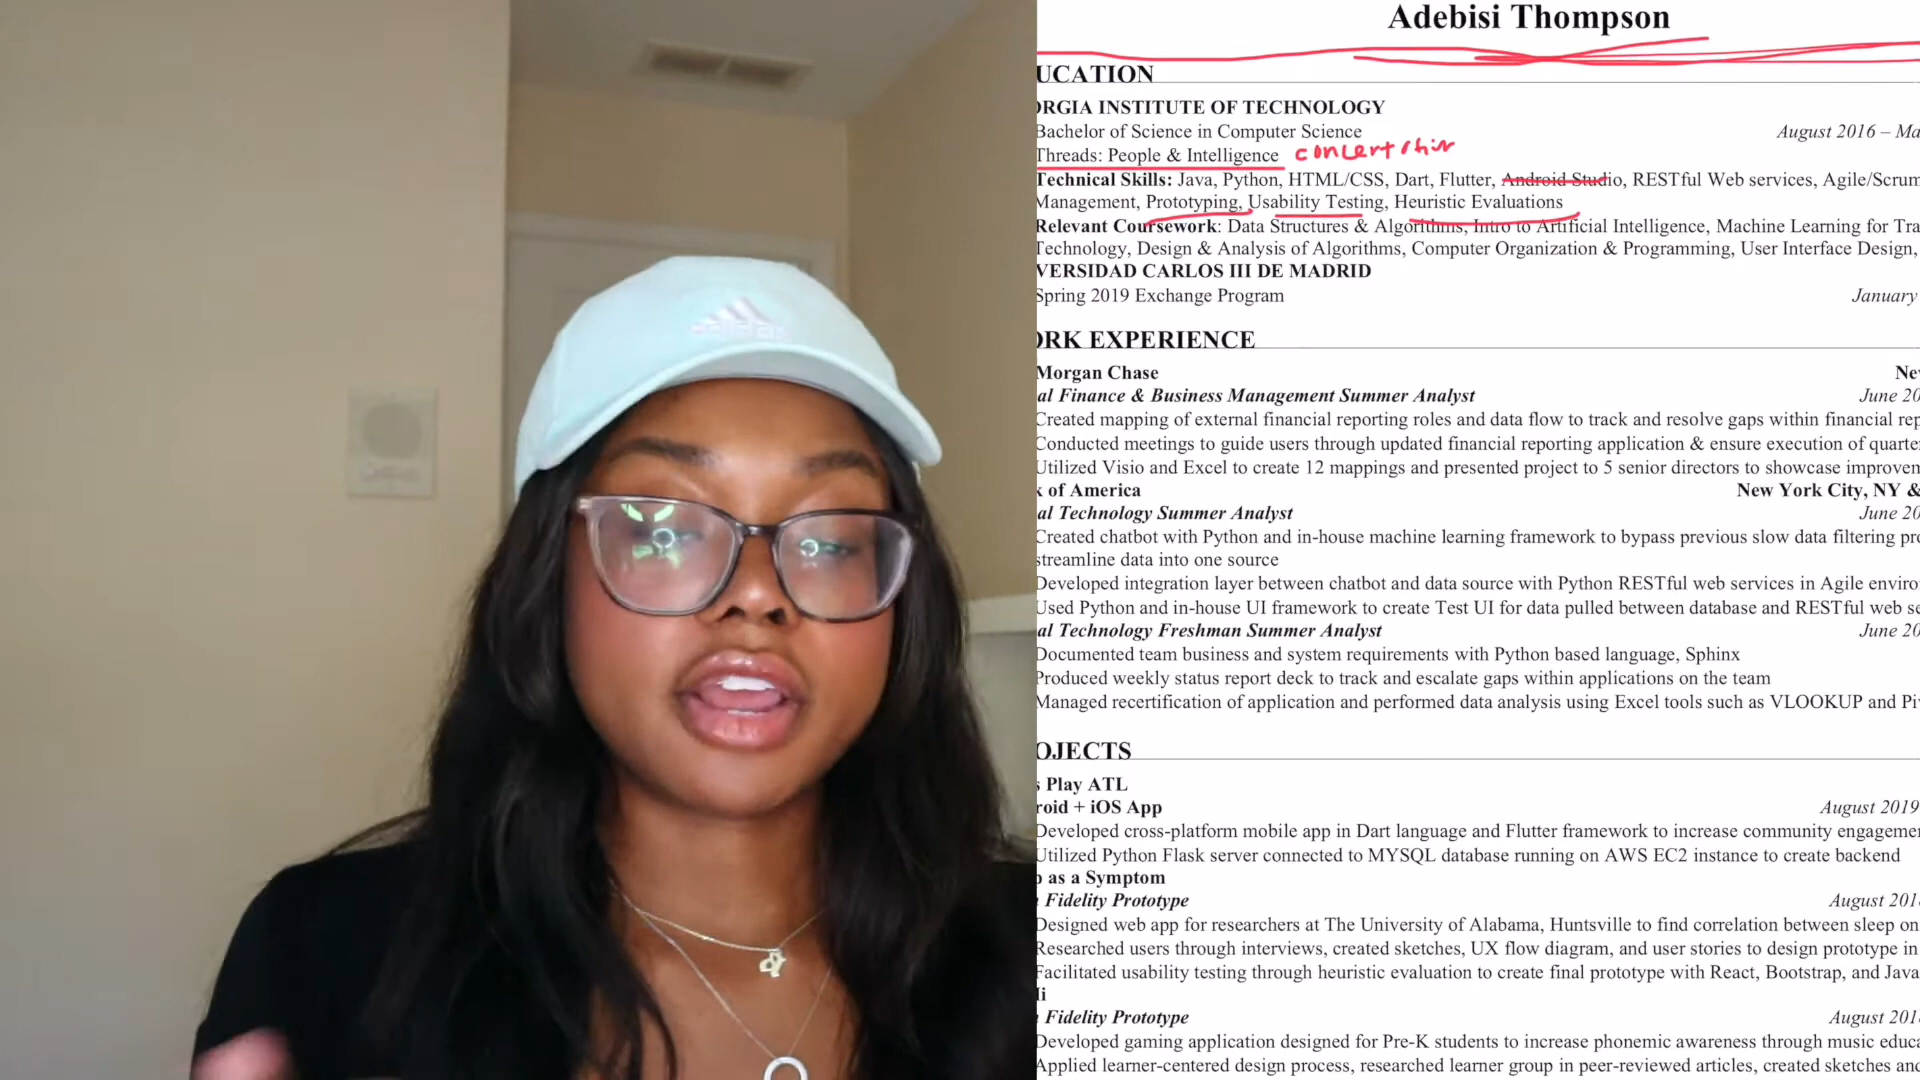 adidas
Adebisi Thompson
UCATION
ORGIA INSTITUTE OF TECHNOLOGY
Bachelor of Science in Computer Science
August 2016 – Ma
Threads: People & Intelligence
Technical Skills: Java, Python, HTML/CSS, Dart, Flutter, Android Studio, RESTful Web services, Agile/Scrum
Management, Prototyping, Usability Testing, Heuristic Evaluations
Relevant Coursework: Data Structures & Algorithms, Intro to Artificial Intelligence, Machine Learning for Tra
Technology, Design & Analysis of Algorithms, Computer Organization & Programming, User Interface Design,
VERSIDAD CARLOS III DE MADRID
Spring 2019 Exchange Program
January
ORK EXPERIENCE
Morgan Chase
New
al Finance & Business Management Summer Analyst
June 20
Created mapping of external financial reporting roles and data flow to track and resolve gaps within financial rep
Conducted meetings to guide users through updated financial reporting application & ensure execution of quarte
Utilized Visio and Excel to create 12 mappings and presented project to 5 senior directors to showcase improvem
k of America
New York City, NY &
al Technology Summer Analyst
June 20
Created chatbot with Python and in-house machine learning framework to bypass previous slow data filtering pro
streamline data into one source
Developed integration layer between chatbot and data source with Python RESTful web services in Agile enviro
Used Python and in-house UI framework to create Test UI for data pulled between database and RESTful web se
al Technology Freshman Summer Analyst
June 20
Documented team business and system requirements with Python based language, Sphinx
Produced weekly status report deck to track and escalate gaps within applications on the team
Managed recertification of application and performed data analysis using Excel tools such as VLOOKUP and Piv
OJECTS
s Play ATL
roid + iOS App
August 2019
Developed cross-platform mobile app in Dart language and Flutter framework to increase community engagemen
Utilized Python Flask server connected to MYSQL database running on AWS EC2 instance to create backend
p as a Symptom
Fidelity Prototype
August 201
Designed web app for researchers at The University of Alabama, Huntsville to find correlation between sleep on
Researched users through interviews, created sketches, UX flow diagram, and user stories to design prototype in
Facilitated usability testing through heuristic evaluation to create final prototype with React, Bootstrap, and Java
Fidelity Prototype
August 201
Developed gaming application designed for Pre-K students to increase phonemic awareness through music educa
Applied learner-centered design process, researched learner group in peer-reviewed articles, created sketches and